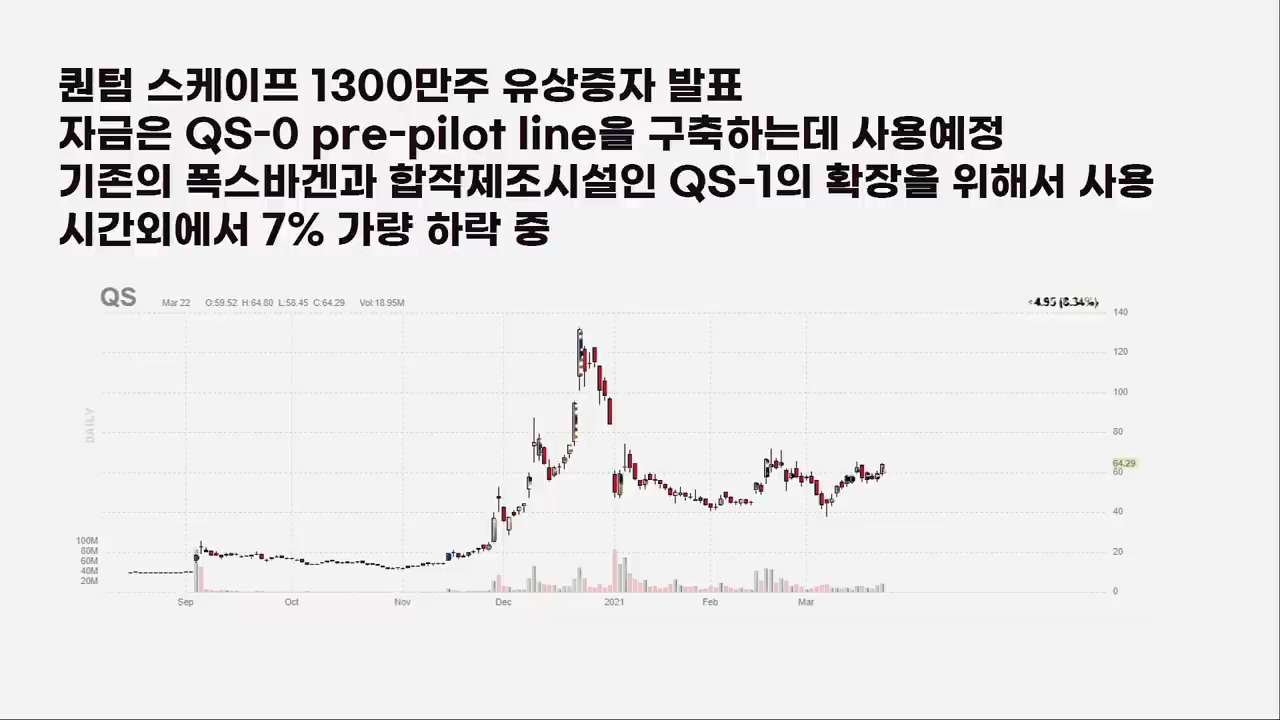 퀀텀 스케이프 1300만주 유상증자 발표
자금은 QS-0 pre-pilot line을 구축하는데 사용예정
기존의 폭스바겐과 합작제조시설인 QS-1의 확장을 위해서 사용
시간외에서 7% 가량 하락 중
QS Mar 22 O:59.52 H:64.80 L:58.45 C:64.29 Vol:18.95M +4.95 (8.34%)
140
120
100
80
DAILY
64.29
60
40
100M
80M
20
60M
40M
20M
0
Sep Oct Nov Dec 2021 Feb Mar